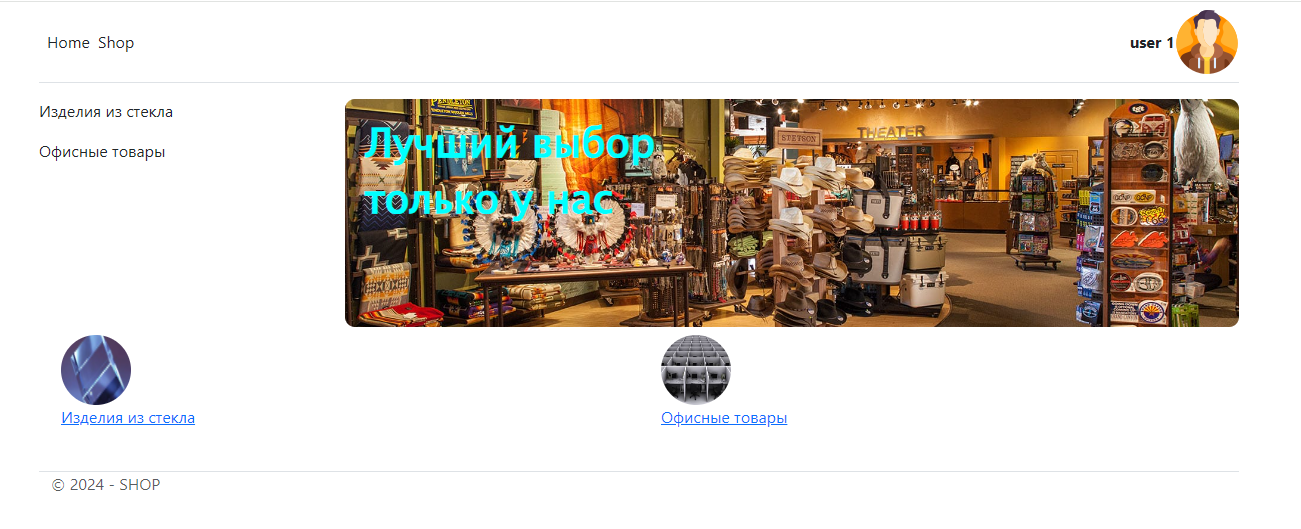 Home Shop
user 1
Изделия из стекла
Офисные товары
Лучший выбор
только у нас
PENDLETON
STETSON
THEATER
Изделия из стекла
Офисные товары
© 2024 - SHOP